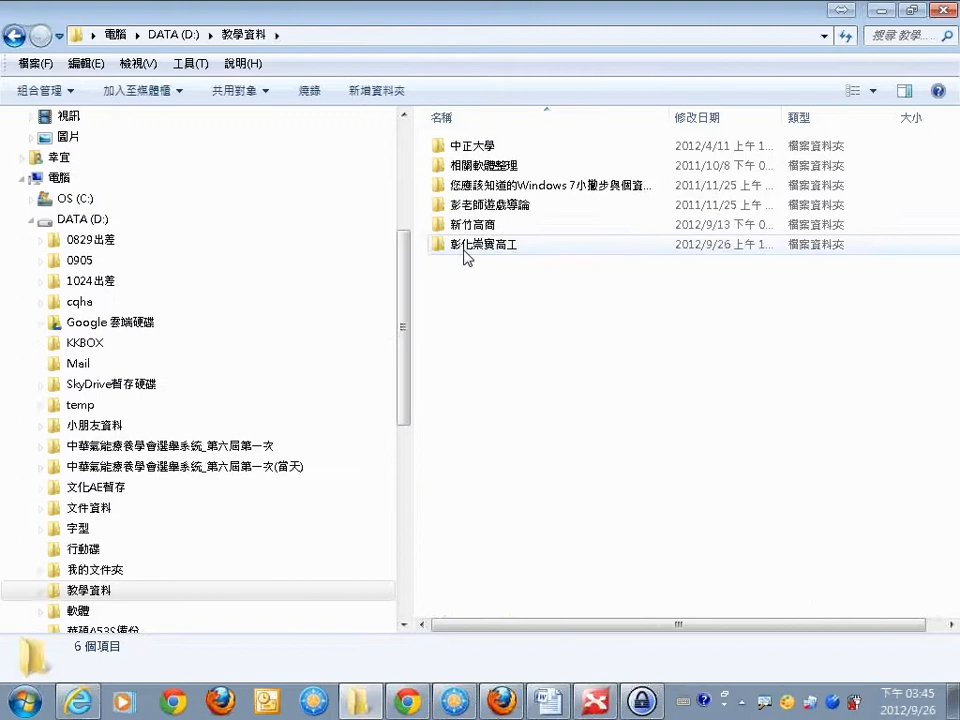 電腦 DATA (D:) 教學資料
搜尋 教學...
檔案(F) 編輯(E) 檢視(V) 工具(T) 說明(H)
組合管理 加入至媒體櫃 共用對象 燒錄 新增資料夾
視訊
圖片
幸宜
電腦
OS (C:)
DATA (D:)
0829出差
0905
1024出差
cqha
Google 雲端硬碟
KKBOX
Mail
SkyDrive暫存硬碟
temp
小朋友資料
中華氣能療養學會選舉系統_第六屆第一次
中華氣能療養學會選舉系統_第六屆第一次(當天)
文化AE暫存
文件資料
字型
行動碟
我的文件夾
教學資料
軟體
華碩A53S備份
名稱 修改日期 類型 大小
中正大學 2012/4/11 上午 1... 檔案資料夾
相關軟體整理 2011/10/8 下午 0... 檔案資料夾
您應該知道的Windows 7小撇步與個資... 2011/11/25 上午 ... 檔案資料夾
彭老師遊戲導論 2011/11/25 上午 ... 檔案資料夾
新竹高商 2012/9/13 下午 0... 檔案資料夾
彰化崇實高工 2012/9/26 上午 1... 檔案資料夾
6 個項目
下午 03:45
2012/9/26